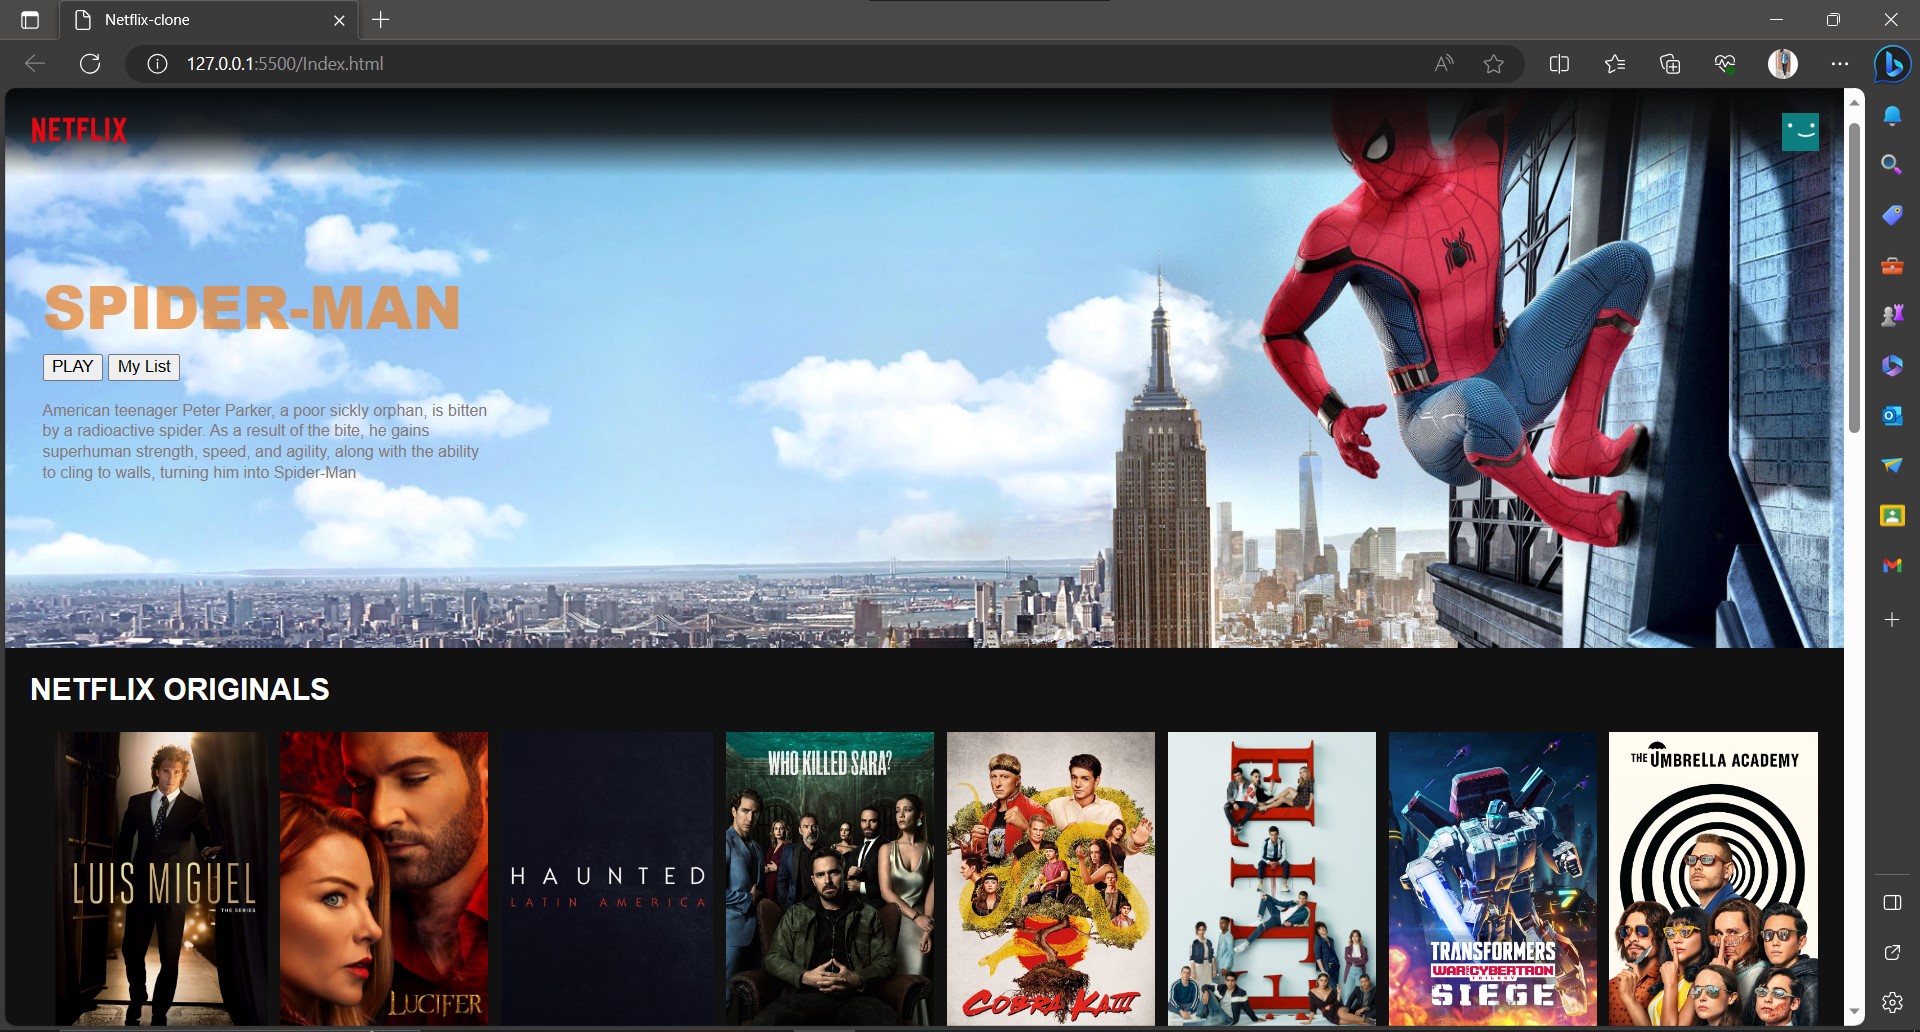 Netflix-clone
127.0.0.1:5500/Index.html
NETFLIX
SPIDER-MAN
PLAY My List
American teenager Peter Parker, a poor sickly orphan, is bitten
by a radioactive spider. As a result of the bite, he gains
superhuman strength, speed, and agility, along with the ability
to cling to walls, turning him into Spider-Man
NETFLIX ORIGINALS
LUIS MIGUEL
THE SERIES
LUCIFER
HAUNTED
LATIN AMERICA
WHO KILLED SARA?
COBRA KAI III
ELITE
TRANSFORMERS
WAR FOR CYBERTRON
TRILOGY
SIEGE
THE UMBRELLA ACADEMY